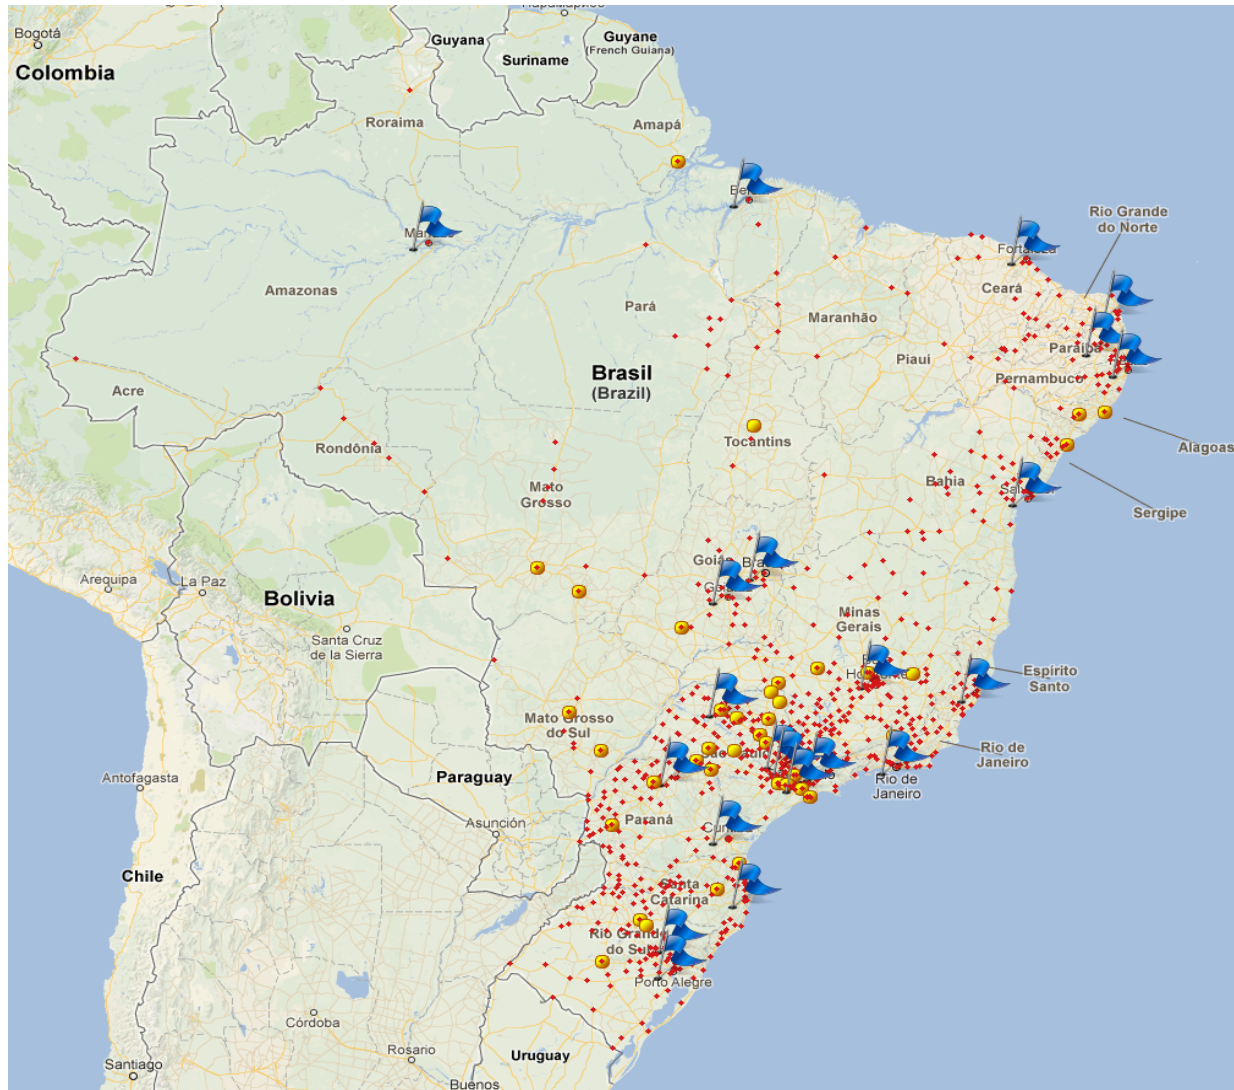 Парамарибо
Bogotá
Colombia
Guyana
Suriname
Guyane
(French Guiana)
Roraima
Amapá
Rio Grande
do Norte
Ceará
Amazonas
Pará
Maranhão
Piauí
Paraíba
Brasil
(Brazil)
Pernambuco
Acre
Tocantins
Alagoas
Rondônia
Bahia
Mato
Grosso
Sergipe
Goiás
Arequipa
La Paz
Bolivia
Minas
Gerais
Santa Cruz
de la Sierra
Espírito
Santo
Mato Grosso
do Sul
Rio de
Janeiro
Antofagasta
Paraguay
Rio de
Janeiro
Asunción
Paraná
Chile
Santa
Catarina
Rio Grande
do Sul
Porto Alegre
Córdoba
Rosario
Uruguay
Santiago
Buenos